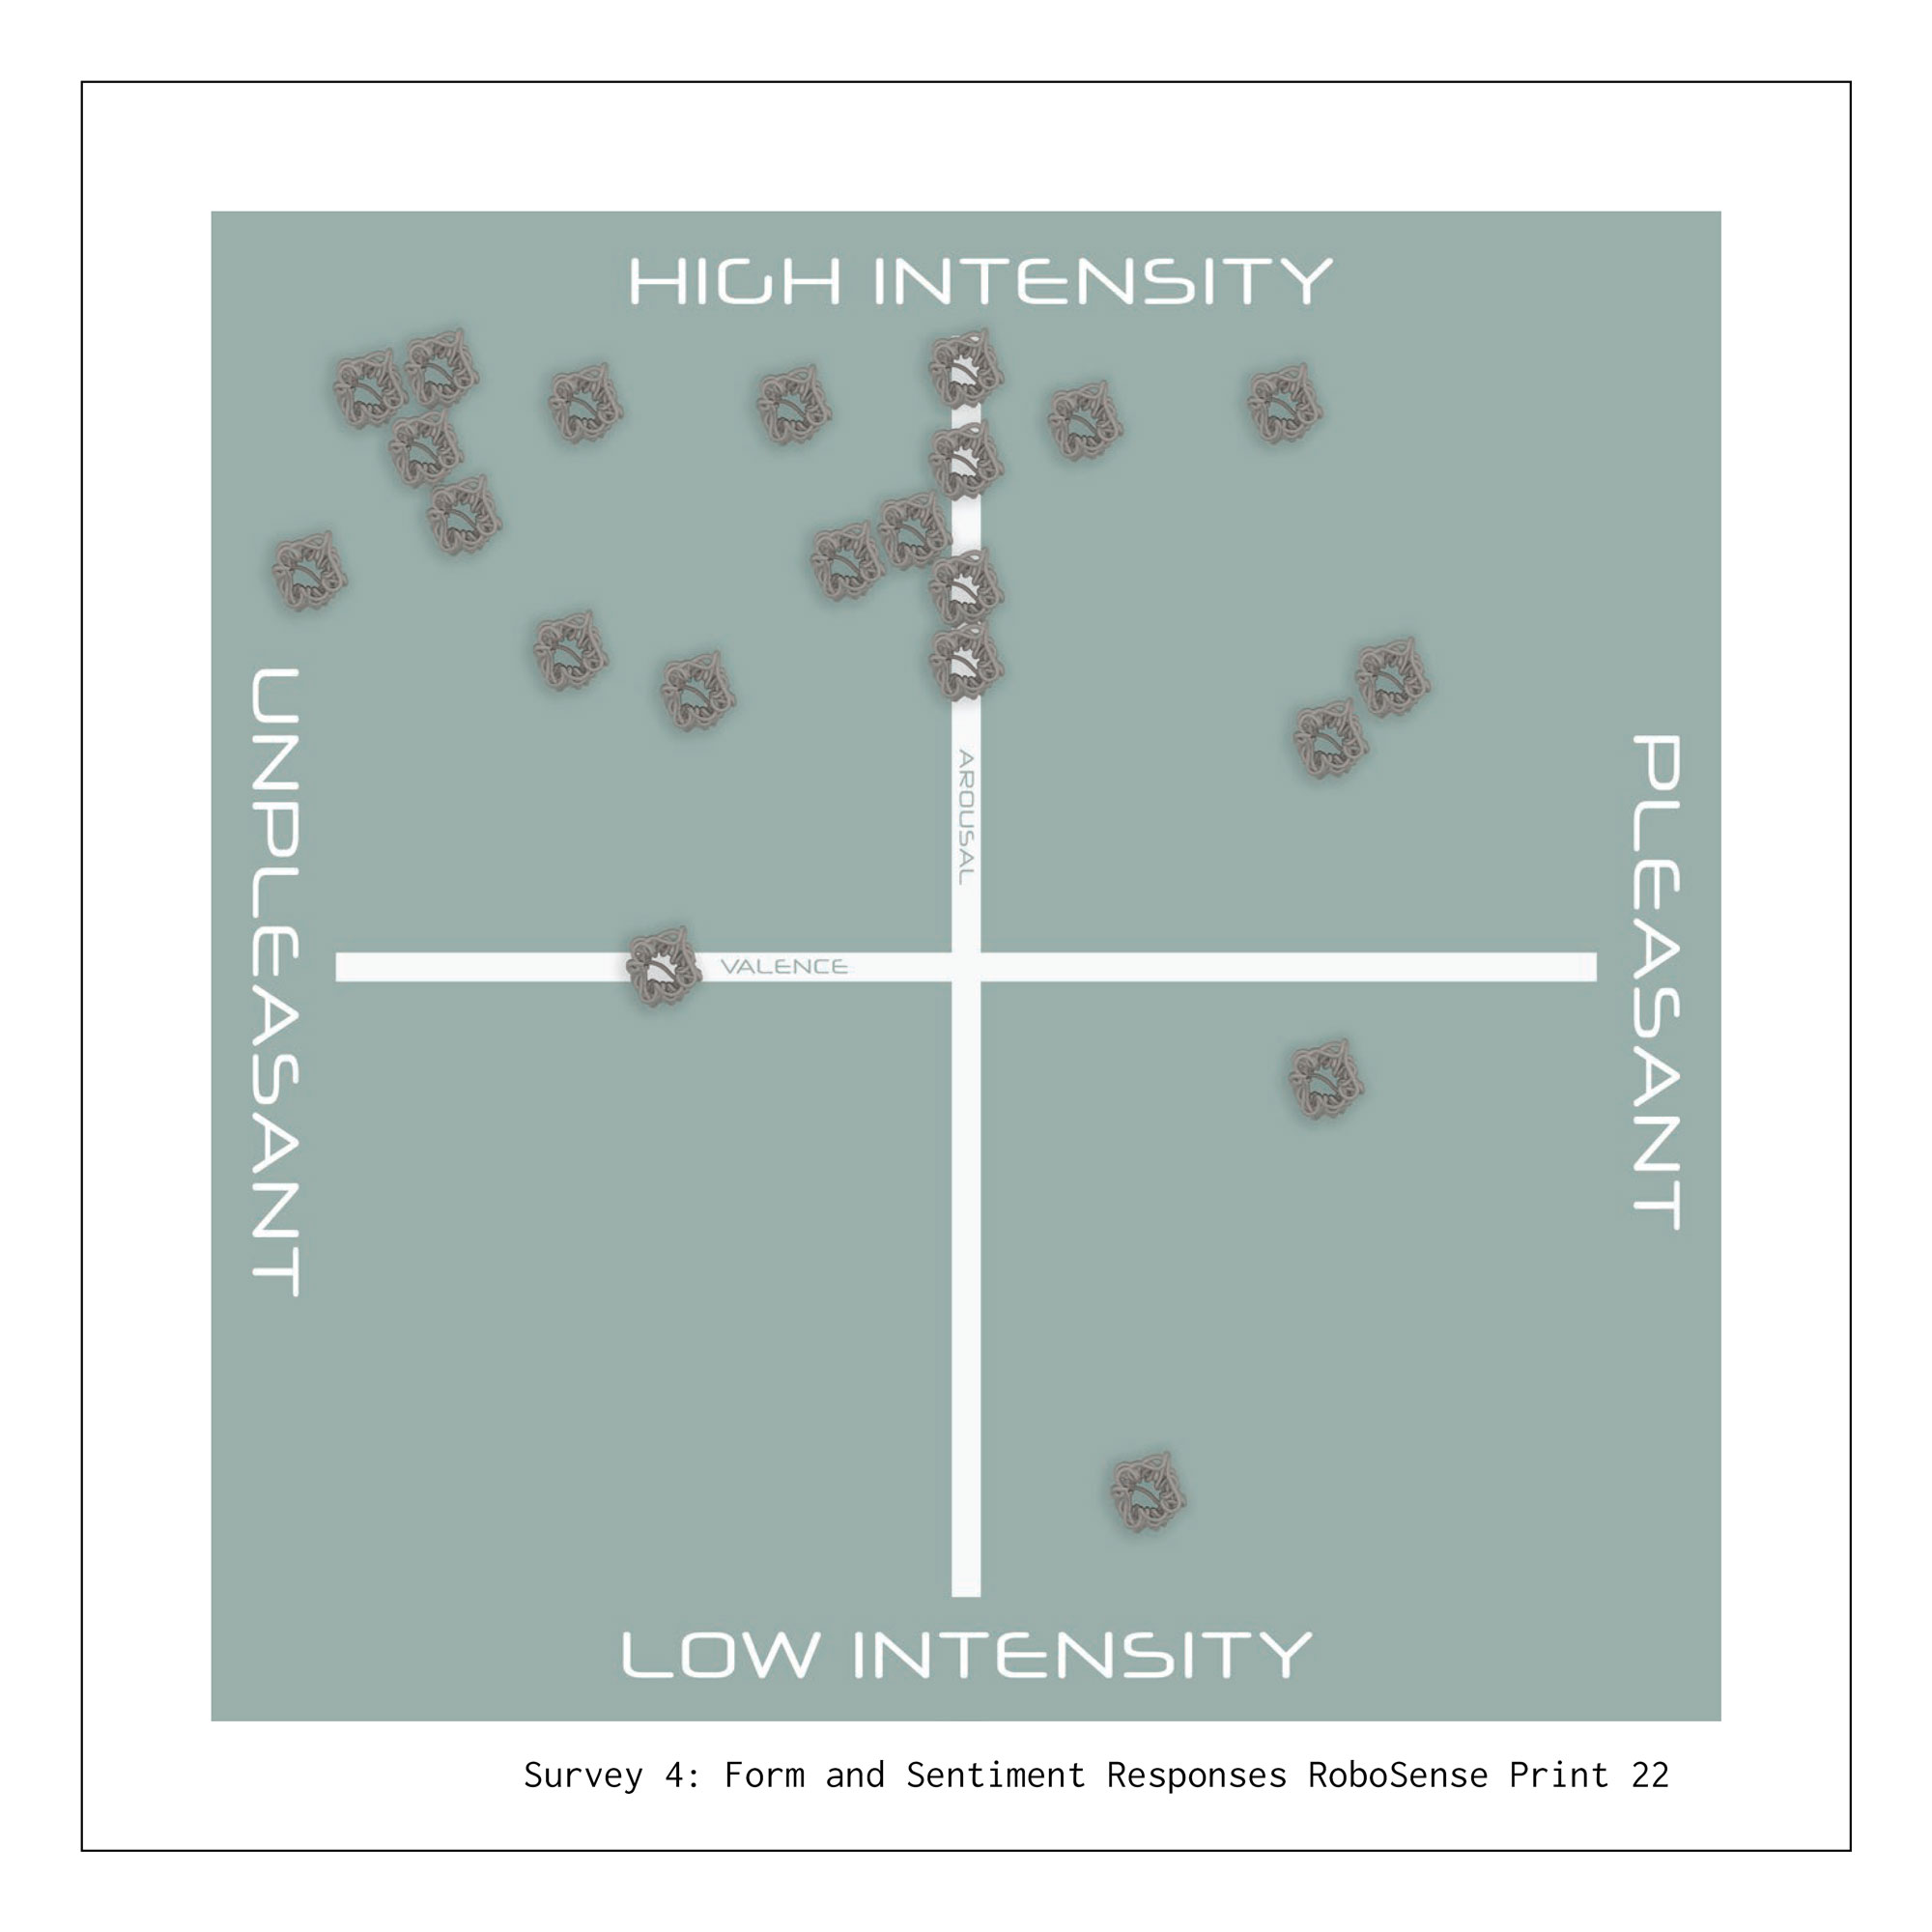 HIGH INTENSITY
UNPLEASANT
AROUSAL
VALENCE
PLEASANT
LOW INTENSITY
Survey 4: Form and Sentiment Responses RoboSense Print 22